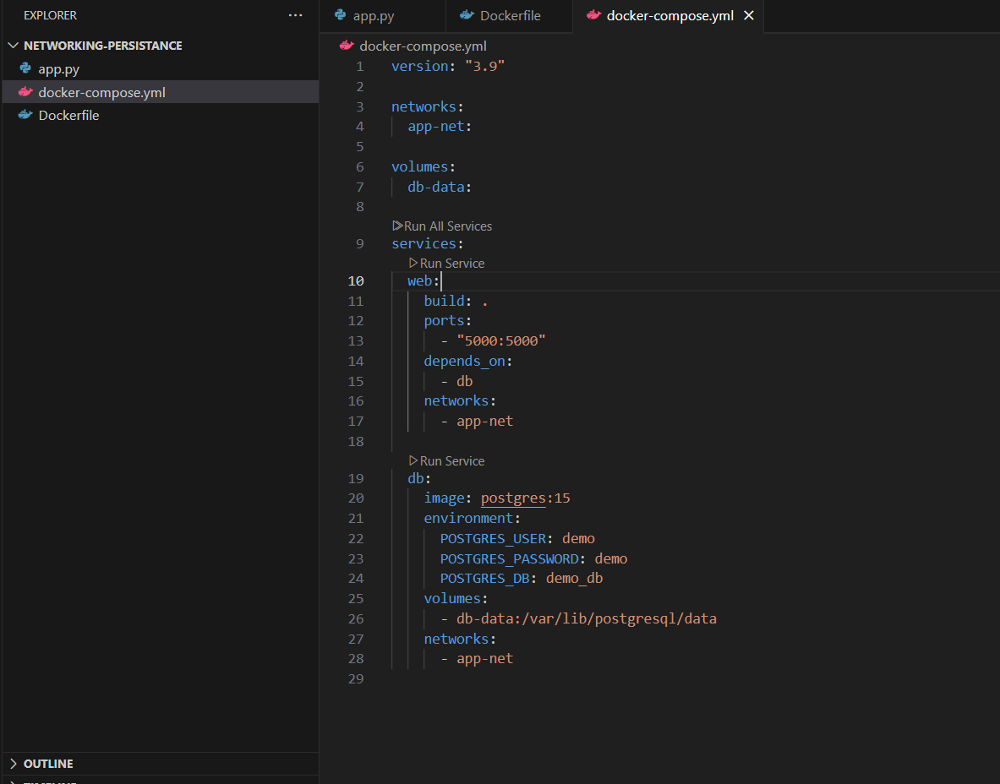 EXPLORER
NETWORKING-PERSISTANCE
app.py
docker-compose.yml
Dockerfile
OUTLINE
TIMELINE
app.py
Dockerfile
docker-compose.yml
docker-compose.yml
1 version: "3.9"
2
3 networks:
4   app-net:
5
6 volumes:
7   db-data:
8
Run All Services
9 services:
Run Service
10   web:
11     build: .
12     ports:
13       - "5000:5000"
14     depends_on:
15       - db
16     networks:
17       - app-net
18
Run Service
19   db:
20     image: postgres:15
21     environment:
22       POSTGRES_USER: demo
23       POSTGRES_PASSWORD: demo
24       POSTGRES_DB: demo_db
25     volumes:
26       - db-data:/var/lib/postgresql/data
27     networks:
28       - app-net
29